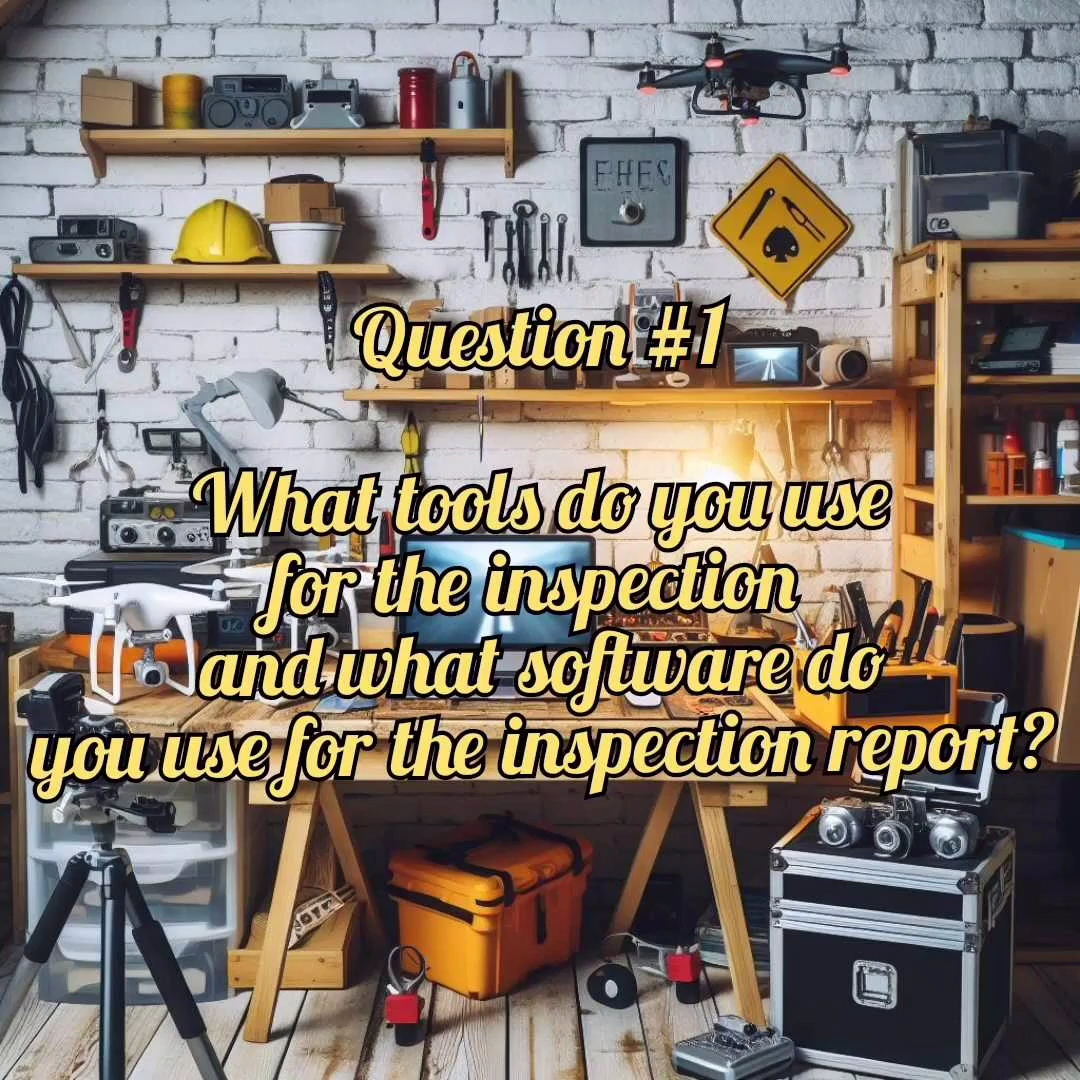 Question #1
What tools do you use
for the inspection
and what software do
you use for the inspection report?